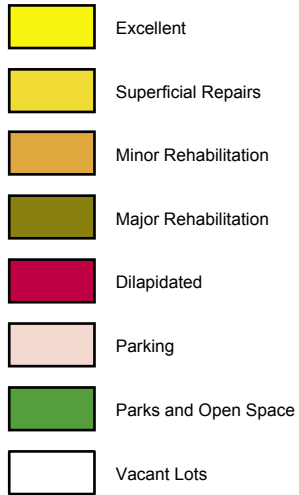 Excellent
Superficial Repairs
Minor Rehabilitation
Major Rehabilitation
Dilapidated
Parking
Parks and Open Space
Vacant Lots